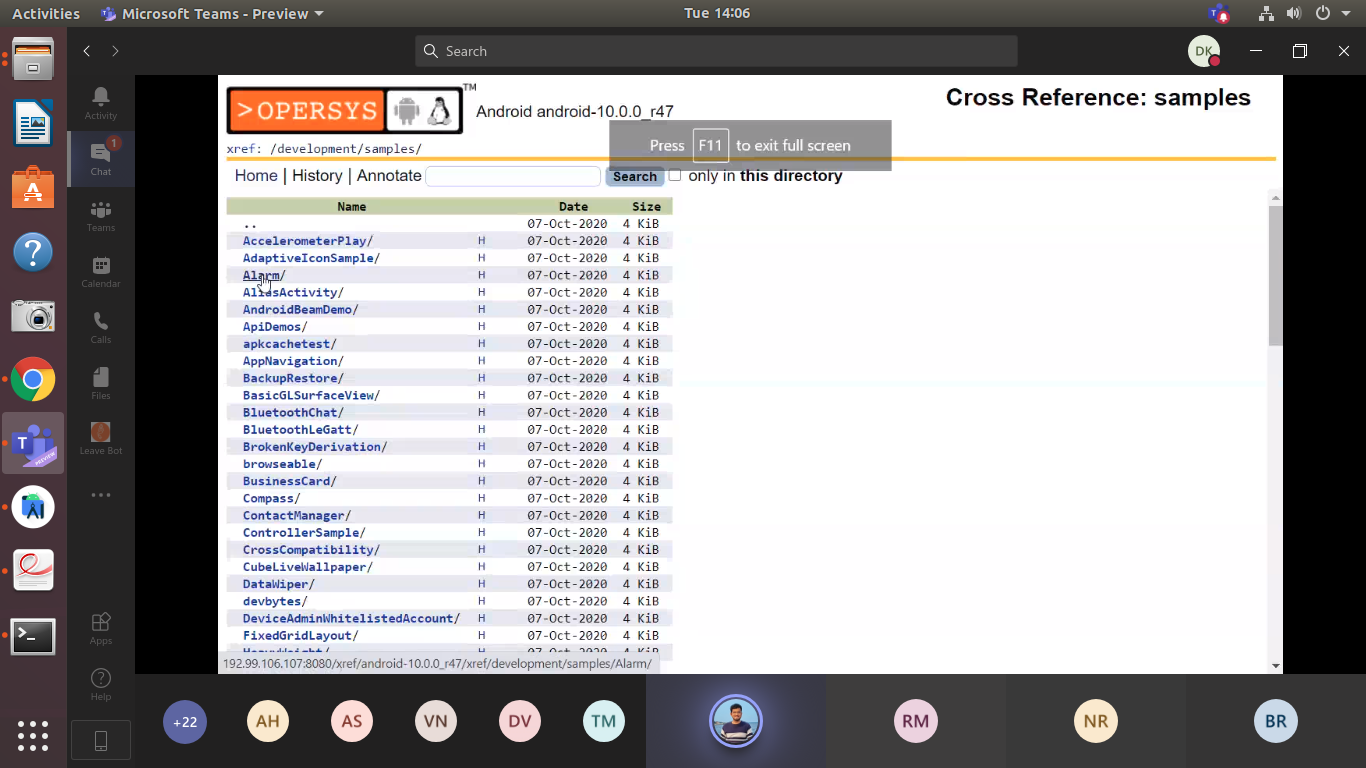 Activities Microsoft Teams - Preview Tue 14:06
Search DK
>OPERSYS TM Android android-10.0.0_r47 Cross Reference: samples
xref: /development/samples/
Press F11 to exit full screen
Home | History | Annotate Search only in this directory
Name Date Size
.. 07-Oct-2020 4 KiB
AccelerometerPlay/ H 07-Oct-2020 4 KiB
AdaptiveIconSample/ H 07-Oct-2020 4 KiB
Alarm/ H 07-Oct-2020 4 KiB
AliasActivity/ H 07-Oct-2020 4 KiB
AndroidBeamDemo/ H 07-Oct-2020 4 KiB
ApiDemos/ H 07-Oct-2020 4 KiB
apkcachetest/ H 07-Oct-2020 4 KiB
AppNavigation/ H 07-Oct-2020 4 KiB
BackupRestore/ H 07-Oct-2020 4 KiB
BasicGLSurfaceView/ H 07-Oct-2020 4 KiB
BluetoothChat/ H 07-Oct-2020 4 KiB
BluetoothLeGatt/ H 07-Oct-2020 4 KiB
BrokenKeyDerivation/ H 07-Oct-2020 4 KiB
browseable/ H 07-Oct-2020 4 KiB
BusinessCard/ H 07-Oct-2020 4 KiB
Compass/ H 07-Oct-2020 4 KiB
ContactManager/ H 07-Oct-2020 4 KiB
ControllerSample/ H 07-Oct-2020 4 KiB
CrossCompatibility/ H 07-Oct-2020 4 KiB
CubeLiveWallpaper/ H 07-Oct-2020 4 KiB
DataWiper/ H 07-Oct-2020 4 KiB
devbytes/ H 07-Oct-2020 4 KiB
DeviceAdminWhitelistedAccount/ H 07-Oct-2020 4 KiB
FixedGridLayout/ H 07-Oct-2020 4 KiB
192.99.106.107:8080/xref/android-10.0.0_r47/xref/development/samples/Alarm/
Activity
1
Chat
Teams
Calendar
Calls
Files
Leave Bot
Apps
Help
T
PREVIEW
+22 AH AS VN DV TM RM NR BR